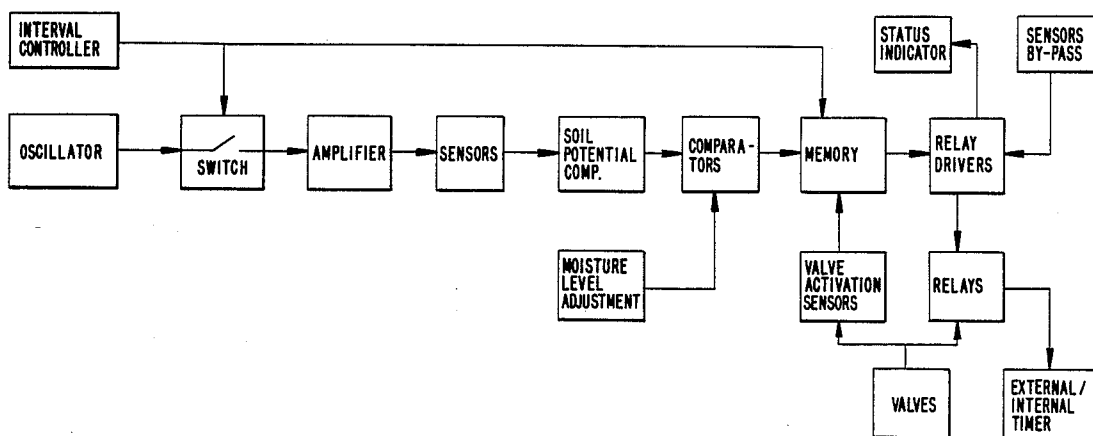 INTERVAL
CONTROLLER
STATUS
INDICATOR
SENSORS
BY-PASS
OSCILLATOR
SWITCH
AMPLIFIER
SENSORS
SOIL
POTENTIAL
COMP.
COMPARA-
TORS
MEMORY
RELAY
DRIVERS
MOISTURE
LEVEL
ADJUSTMENT
VALVE
ACTIVATION
SENSORS
RELAYS
VALVES
EXTERNAL/
INTERNAL
TIMER